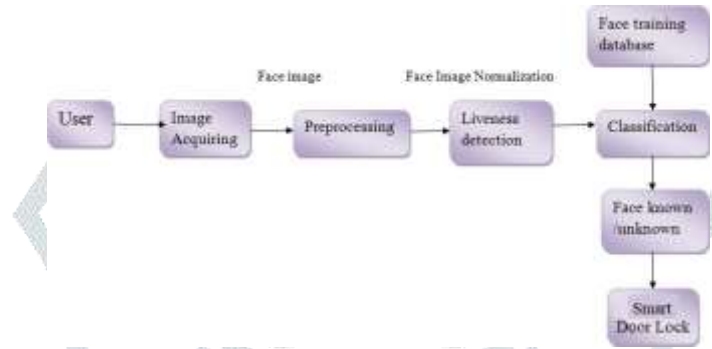 Face training
database
Face image
Face Image Normalization
User
Image
Acquiring
Preprocessing
Liveness
detection
Classification
Face known
/unknown
Smart
Door Lock